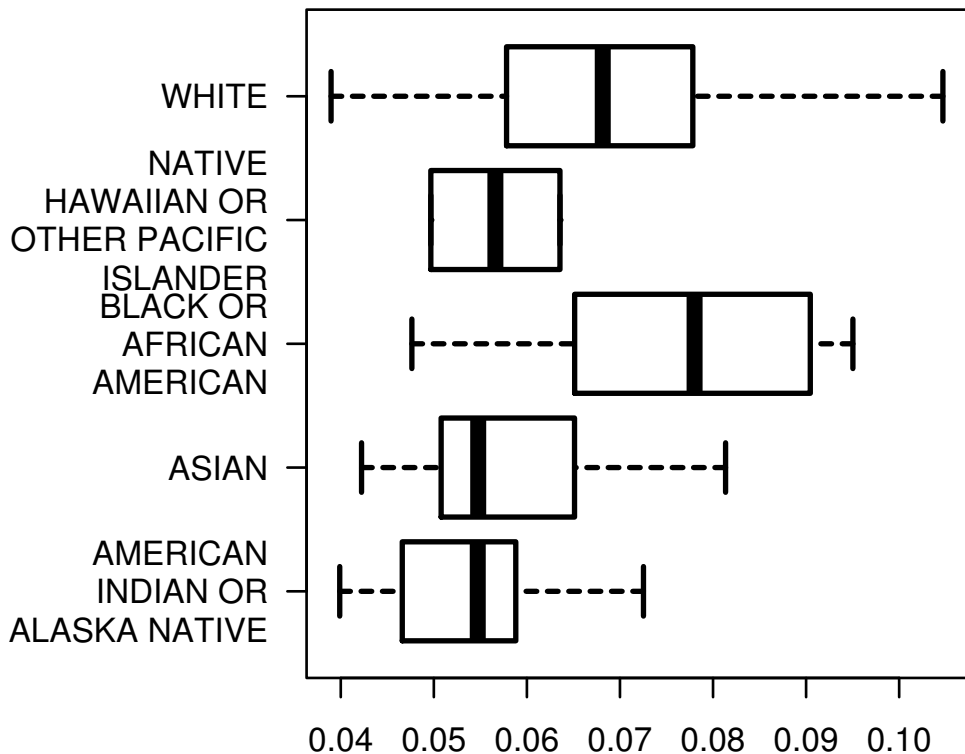 WHITE
NATIVE
HAWAIIAN OR
OTHER PACIFIC
ISLANDER
BLACK OR
AFRICAN
AMERICAN
ASIAN
AMERICAN
INDIAN OR
ALASKA NATIVE
0.04 0.05 0.06 0.07 0.08 0.09 0.10